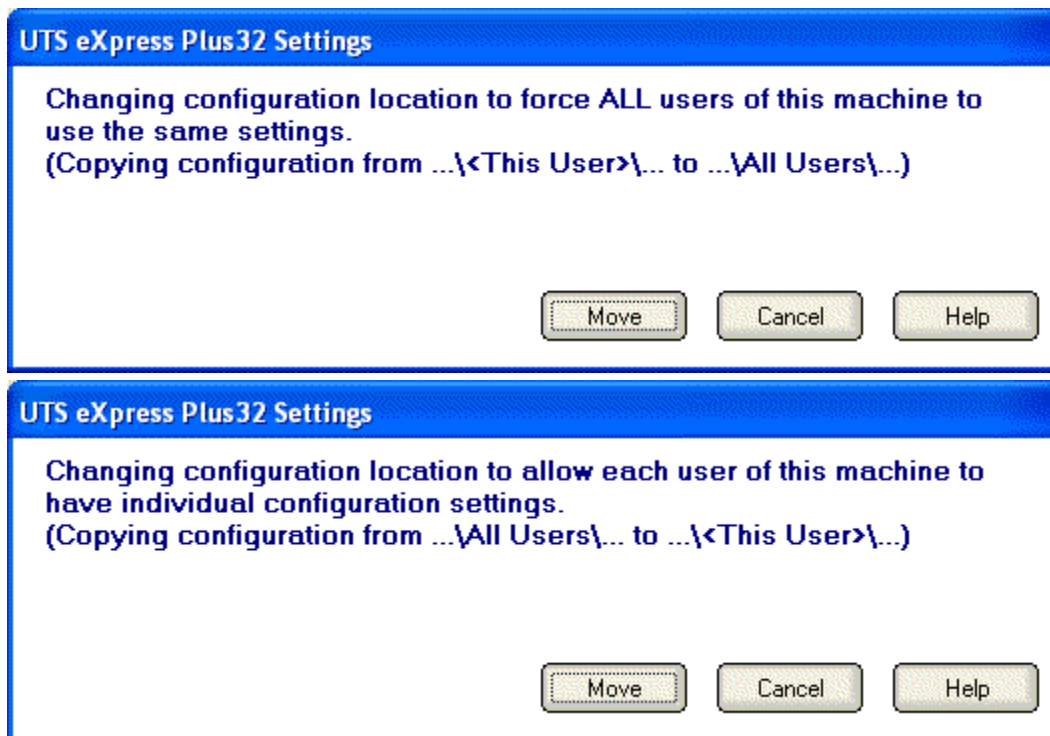 UTS eXpress Plus32 Settings
Changing configuration location to force ALL users of this machine to
use the same settings.
(Copying configuration from ...\<This User>\... to ...\All Users\...)
Move Cancel Help
UTS eXpress Plus32 Settings
Changing configuration location to allow each user of this machine to
have individual configuration settings.
(Copying configuration from ...\All Users\... to ...\<This User>\...)
Move Cancel Help